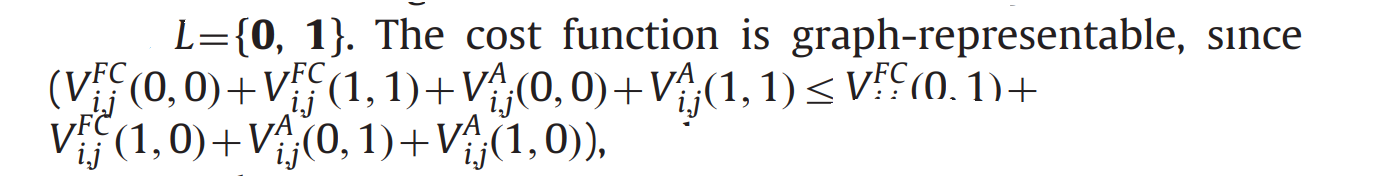 L={0, 1}. The cost function is graph-representable, since
(V^{FC}_{i,j}(0,0)+V^{FC}_{i,j}(1,1)+V^{A}_{i,j}(0,0)+V^{A}_{i,j}(1,1) ≤ V^{FC}(0,1)+
V^{FC}_{i,j}(1,0)+V^{A}_{i,j}(0,1)+V^{A}_{i,j}(1,0)),